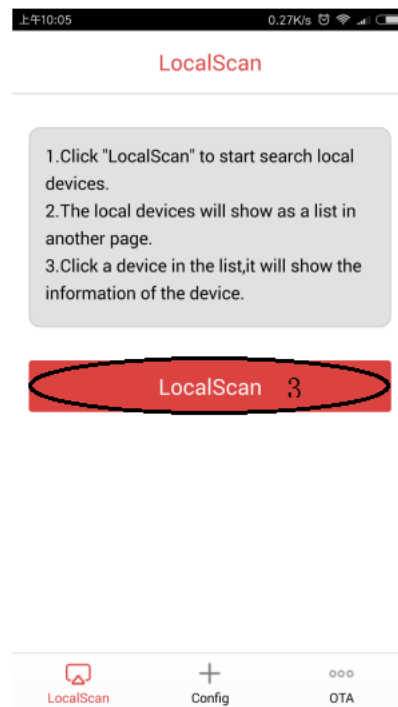 上午10:05 0.27K/s
LocalScan
1.Click "LocalScan" to start search local
devices.
2.The local devices will show as a list in
another page.
3.Click a device in the list,it will show the
information of the device.
LocalScan 3
LocalScan Config OTA